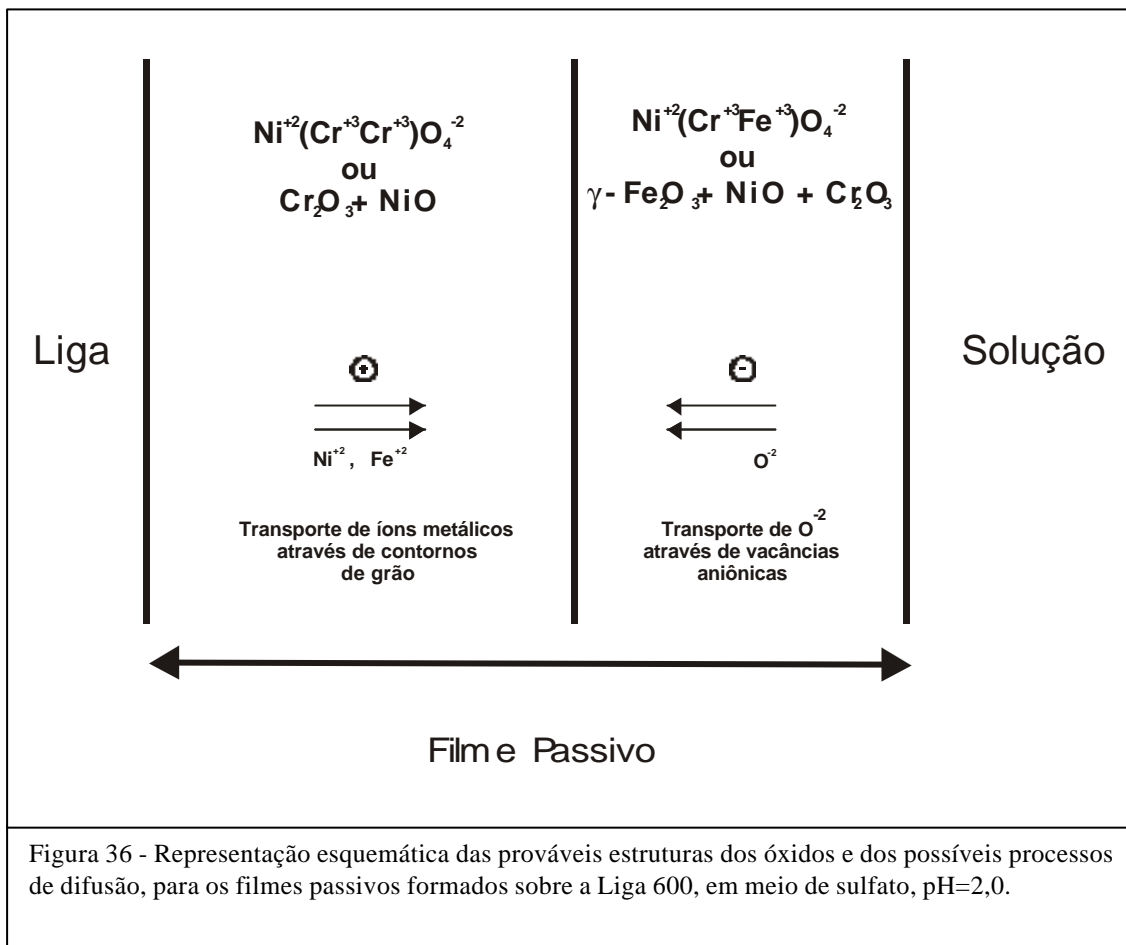 Ni⁺²(Cr⁺³Cr⁺³)O₄⁻²
ou
Cr₂O₃+ NiO
Ni⁺²(Cr⁺³Fe⁺³)O₄⁻²
ou
γ- Fe₂O₃+ NiO + Cr₂O₃
Liga
Solução
+
-
Ni⁺² , Fe⁺²
O⁻²
Transporte de íons metálicos
através de contornos
de grão
Transporte de O⁻²
através de vacâncias
aniônicas
Filme Passivo
Figura 36 - Representação esquemática das prováveis estruturas dos óxidos e dos possíveis processos
de difusão, para os filmes passivos formados sobre a Liga 600, em meio de sulfato, pH=2,0.